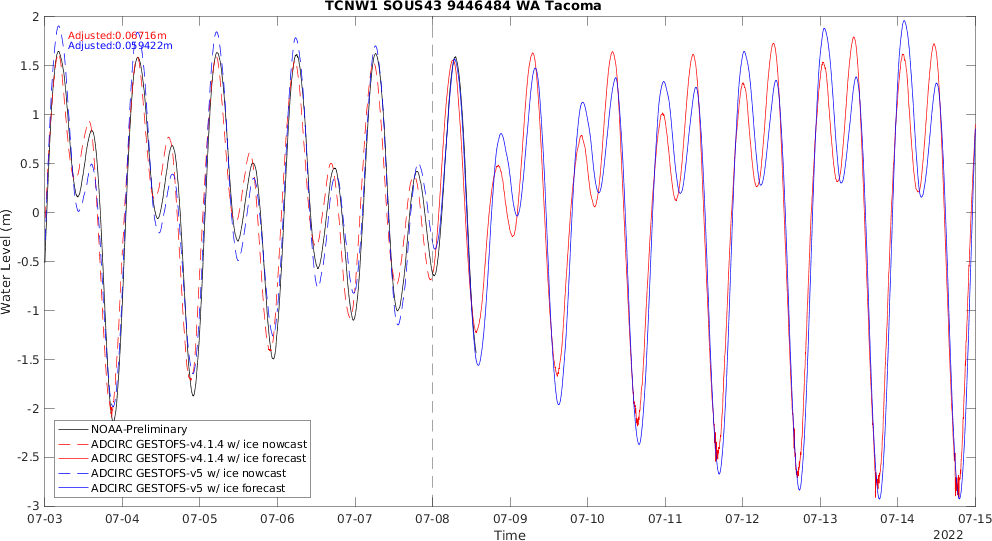 TCNW1 SOUS43 9446484 WA Tacoma
Adjusted:0.06716m
Adjusted:0.059422m
Water Level (m)
2
1.5
1
0.5
0
-0.5
-1
-1.5
-2
-2.5
-3
NOAA-Preliminary
ADCIRC GESTOFS-v4.1.4 w/ ice nowcast
ADCIRC GESTOFS-v4.1.4 w/ ice forecast
ADCIRC GESTOFS-v5 w/ ice nowcast
ADCIRC GESTOFS-v5 w/ ice forecast
07-03 07-04 07-05 07-06 07-07 07-08 07-09 07-10 07-11 07-12 07-13 07-14 07-15
Time
2022